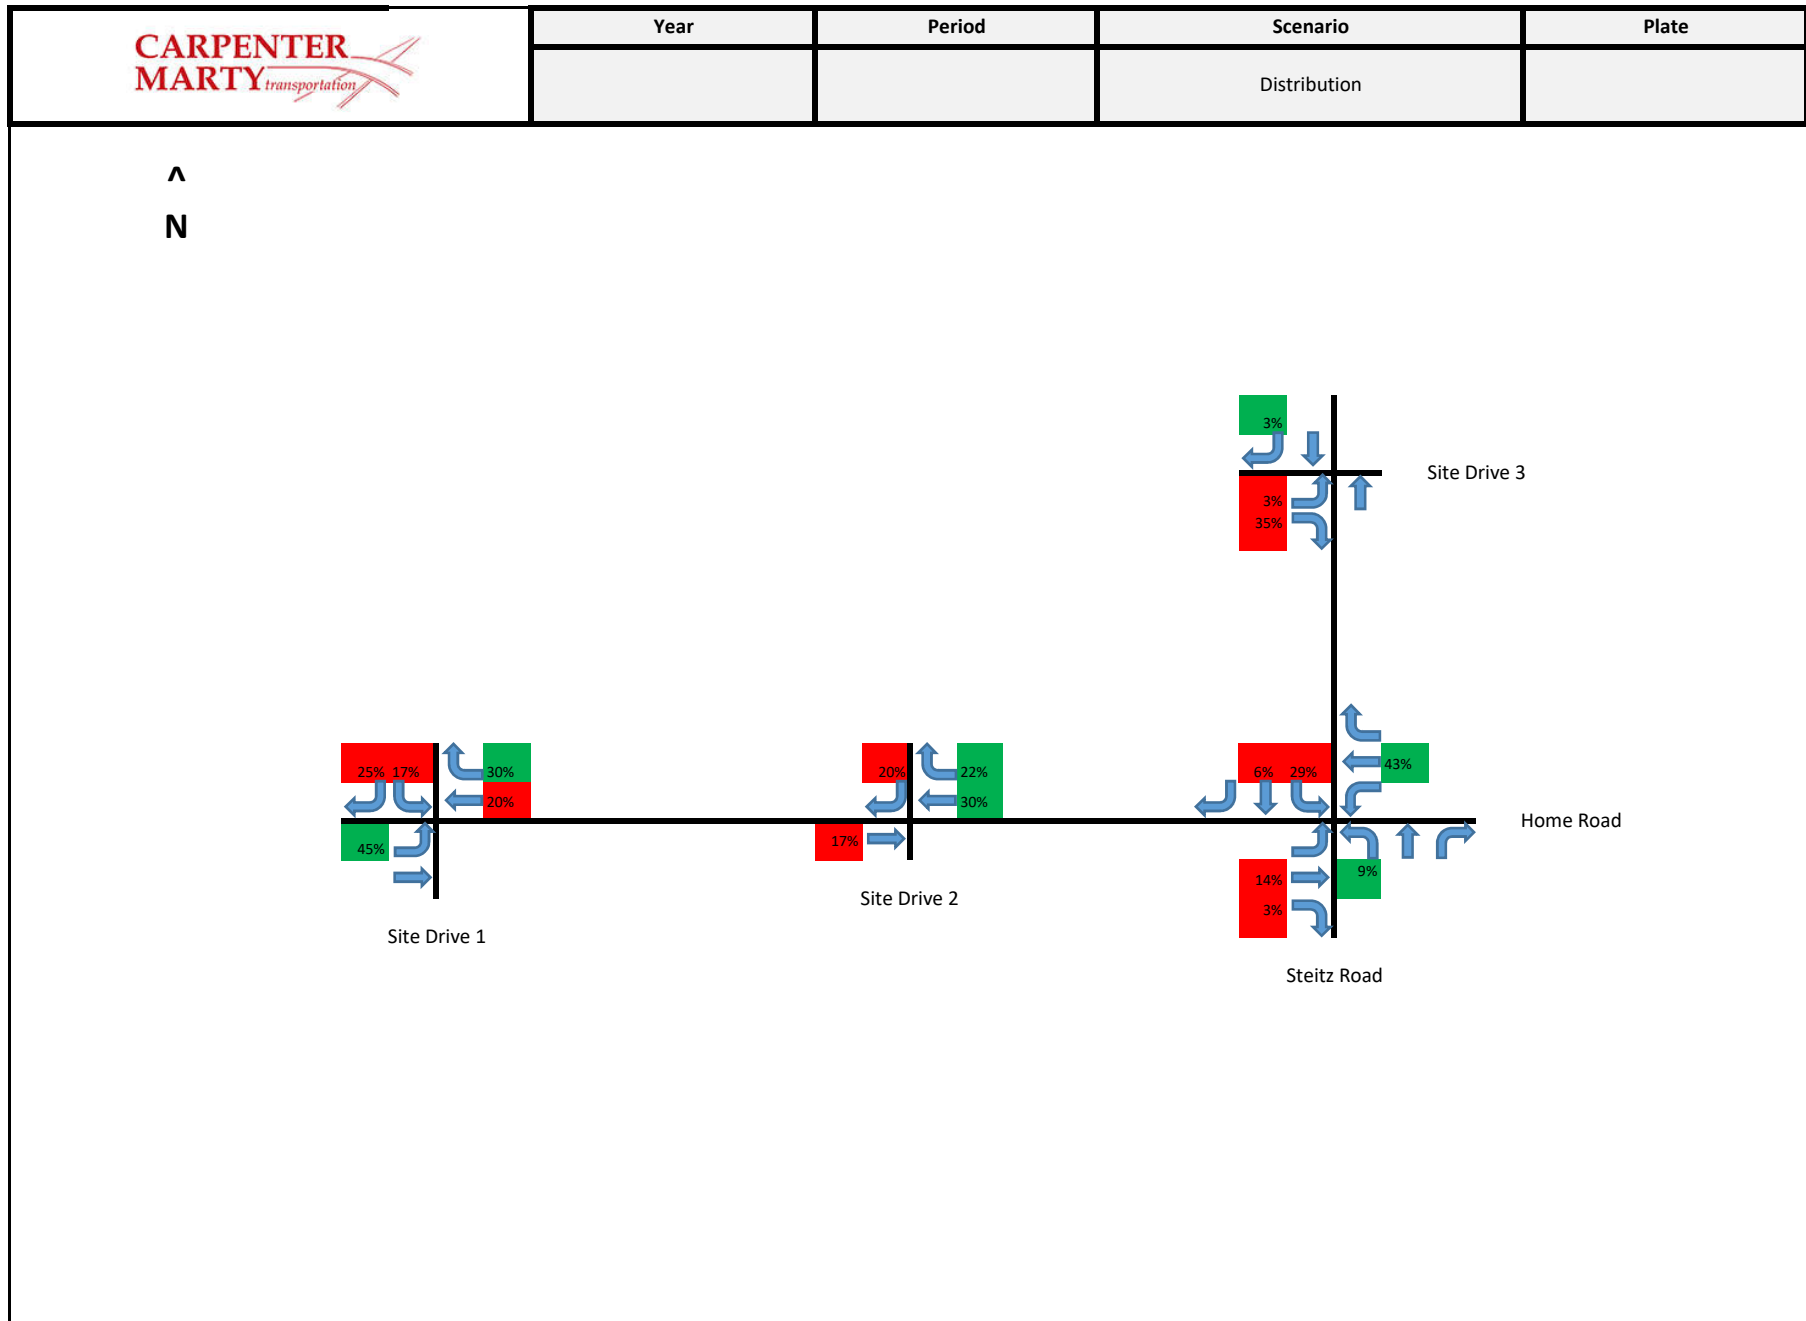 CARPENTER
MARTY transportation
Year Period Scenario Plate
Distribution
^
N
3%
Site Drive 3
3%
35%
25% 17% 30%
20%
20% 22%
30%
6% 29% 43%
Home Road
45%
17%
14% 9%
3%
Site Drive 2
Site Drive 1
Steitz Road